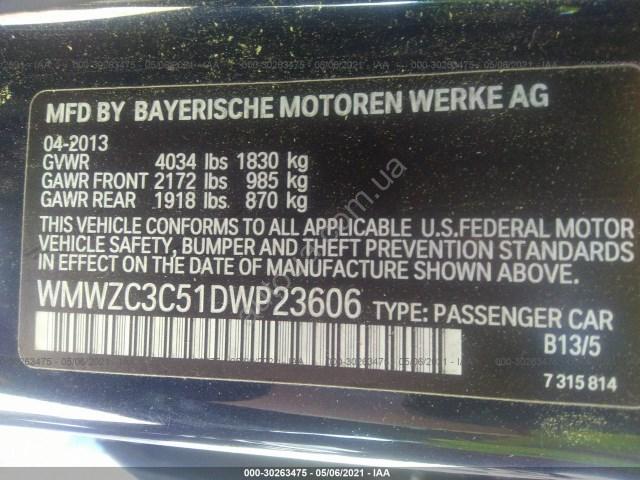 MFD BY BAYERISCHE MOTOREN WERKE AG
04-2013
GVWR 4034 lbs 1830 kg
GAWR FRONT 2172 lbs 985 kg
GAWR REAR 1918 lbs 870 kg
THIS VEHICLE CONFORMS TO ALL APPLICABLE U.S.FEDERAL MOTOR
VEHICLE SAFETY, BUMPER AND THEFT PREVENTION STANDARDS
IN EFFECT ON THE DATE OF MANUFACTURE SHOWN ABOVE.
WMWZC3C51DWP23606 TYPE: PASSENGER CAR
B13/5
7 315 814
000-30263475 - 05/06/2021 - IAA